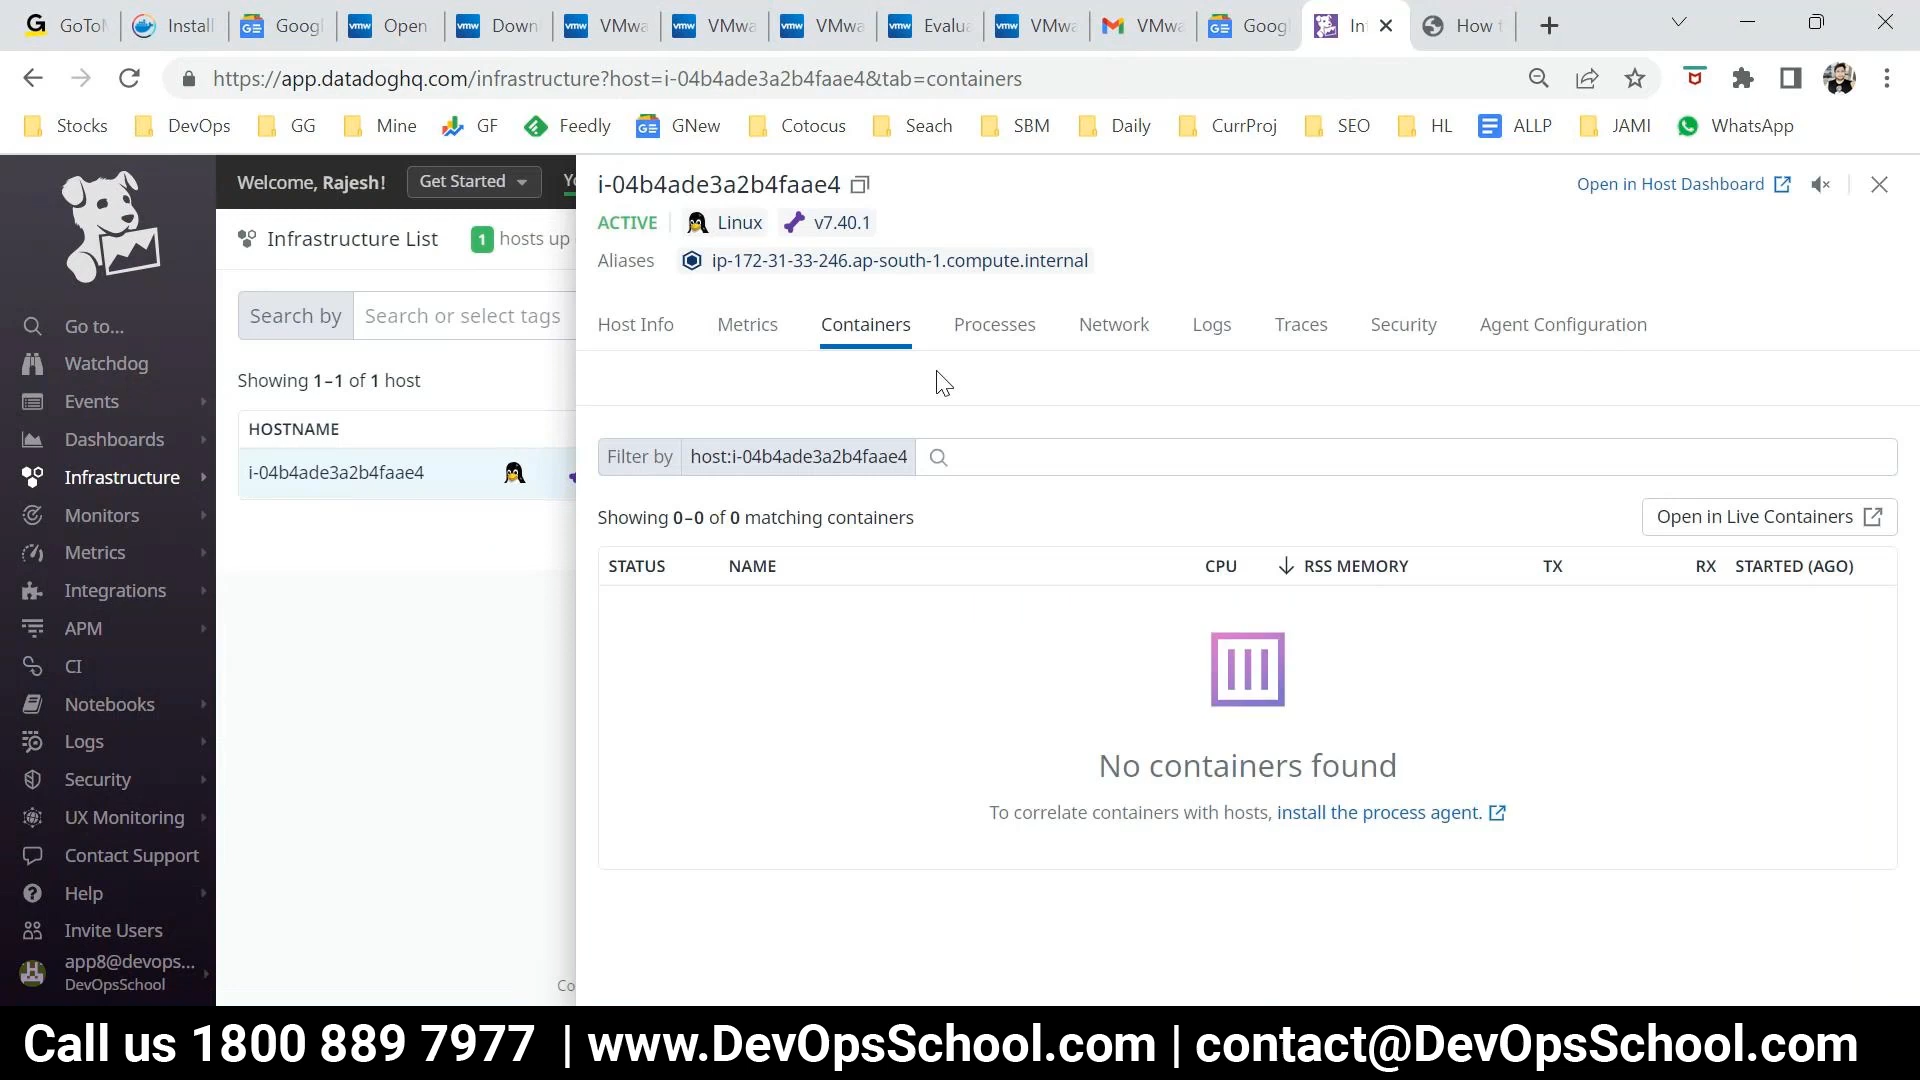 GoTo
Install
Googl
Open
Down
VMwa
VMwa
VMwa
Evalua
VMwa
VMwa
Googl
In
How t
https://app.datadoghq.com/infrastructure?host=i-04b4ade3a2b4faae4&tab=containers
Stocks
DevOps
GG
Mine
GF
Feedly
GNew
Cotocus
Seach
SBM
Daily
CurrProj
SEO
HL
ALLP
JAMI
WhatsApp
Go to...
Watchdog
Events
Dashboards
Infrastructure
Monitors
Metrics
Integrations
APM
CI
Notebooks
Logs
Security
UX Monitoring
Contact Support
Help
Invite Users
app8@devops...
DevOpsSchool
Welcome, Rajesh!
Get Started
Yo
Infrastructure List
1 hosts up
Search by
Search or select tags
Showing 1–1 of 1 host
HOSTNAME
i-04b4ade3a2b4faae4
Co
i-04b4ade3a2b4faae4
Open in Host Dashboard
ACTIVE
Linux
v7.40.1
Aliases
ip-172-31-33-246.ap-south-1.compute.internal
Host Info
Metrics
Containers
Processes
Network
Logs
Traces
Security
Agent Configuration
Filter by
host:i-04b4ade3a2b4faae4
Showing 0–0 of 0 matching containers
Open in Live Containers
STATUS
NAME
CPU
RSS MEMORY
TX
RX
STARTED (AGO)
No containers found
To correlate containers with hosts, install the process agent.
Call us 1800 889 7977 | www.DevOpsSchool.com | contact@DevOpsSchool.com